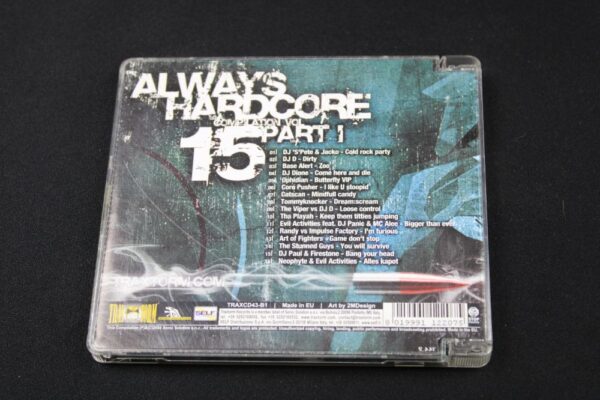 ALWAYS
HARDCORE
COMPILATION VOL.
15 PART 1
01) DJ 'S'Pete & Jacko - Cold rock party
02) DJ D - Dirty
03) Base Alert - Zoo
04) DJ Dione - Come here and die
05) Ophidian - Butterfly VIP
06) Core Pusher - I like U stoopid
07) Catscan - Mindfull candy
08) Tommyknocker - Dream:scream
09) The Viper vs DJ D - Loose control
10) Tha Playah - Keep them titties jumping
11) Evil Activities feat. DJ Panic & MC Alee - Bigger than ever
12) Randy vs Impulse Factory - I'm furious
13) Art of Fighters - Game don't stop
14) The Stunned Guys - You will survive
15) DJ Paul & Firestone - Bang your head
16) Neophyte & Evil Activities - Alles kapot
TRAXTORM.COM
TRAXCD43-B1 | Made in EU | Art by 2MDesign
SELF
8 019991 122075